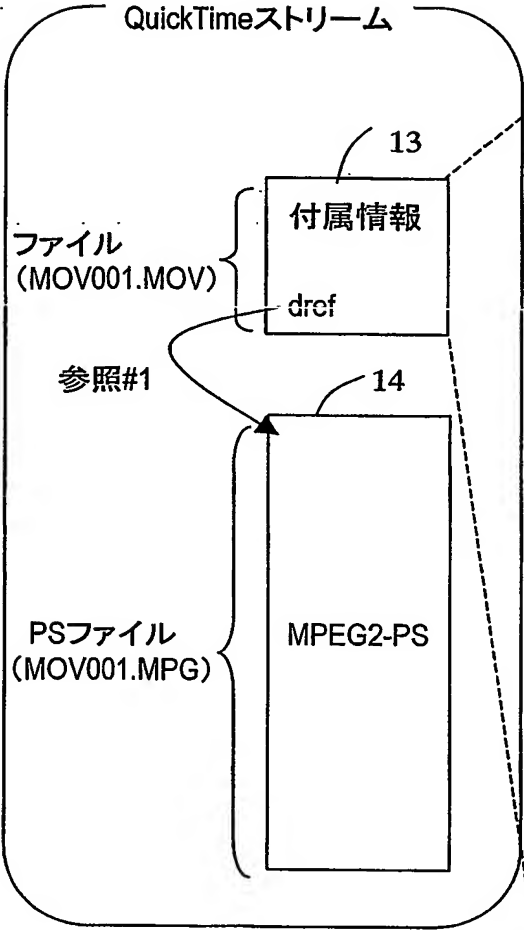 QuickTimeストリーム
13
付属情報
ファイル
（MOV001.MOV）
dref
参照#1
14
PSファイル
（MOV001.MPG）
MPEG2-PS